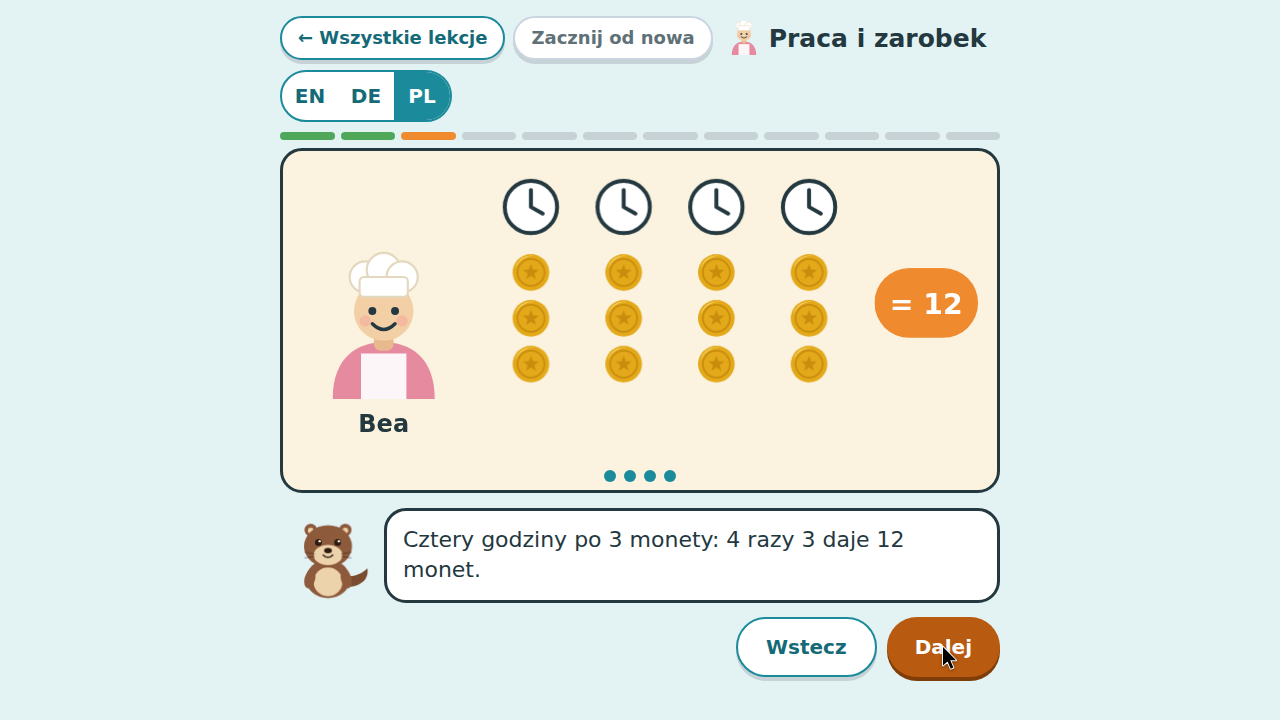 ← Wszystkie lekcje
Zacznij od nowa
Praca i zarobek
EN DE PL
= 12
Bea
Cztery godziny po 3 monety: 4 razy 3 daje 12
monet.
Wstecz
Dalej